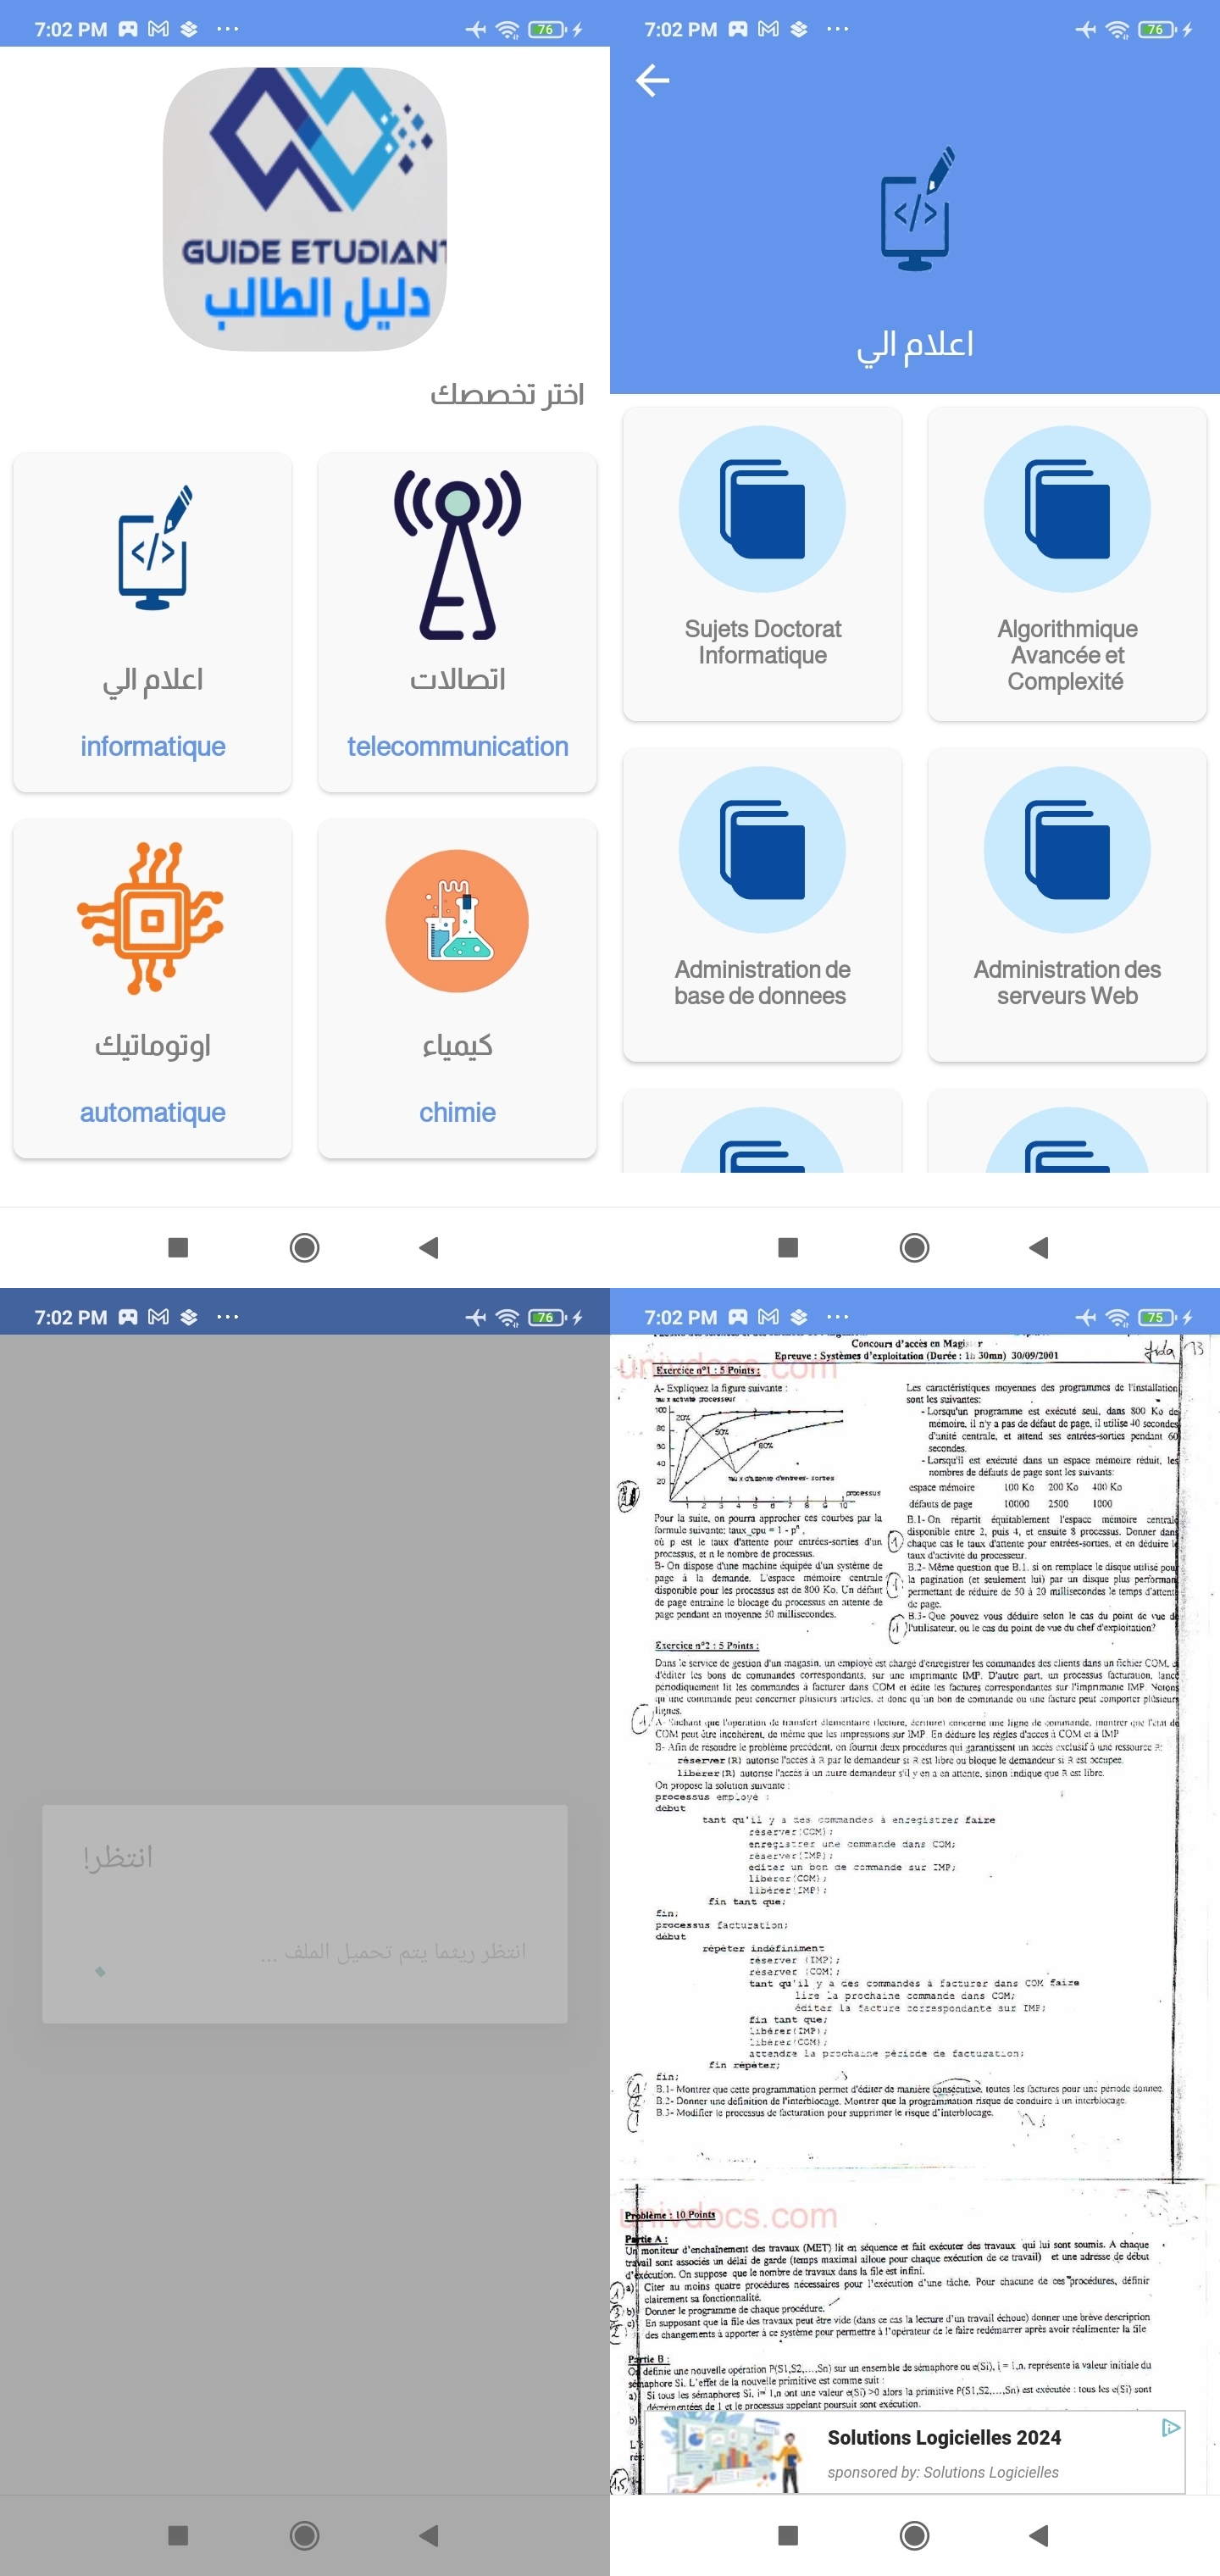 7:02 PM
76
GUIDE ETUDIANT
دليل الطالب
اختر تخصصك
اعلام الي
informatique
اتصالات
telecommunication
اوتوماتيك
automatique
كيمياء
chimie
7:02 PM
76
اعلام الي
Sujets Doctorat
Informatique
Algorithmique
Avancée et
Complexité
Administration de
base de donnees
Administration des
serveurs Web
7:02 PM
76
انتظر!
انتظر ريثما يتم تحميل الملف ...
7:02 PM
75
Concours d'accès en Magister
Epreuve : Systèmes d'exploitation (Durée : 1h 30mn) 30/09/2001
univdocs.com
Exercice n°1 : 5 Points :
A- Expliquez la figure suivante :
taux activité processeur
100
80
60
40
20
20%
50%
80%
taux d'attente d'entrées- sorties
processus
1 2 3 4 5 6 7 8 9 10
Pour la suite, on pourra approcher ces courbes par la
formule suivante: taux_cpu = 1 - pⁿ,
où p est le taux d'attente pour entrées-sorties d'un
processus, et n le nombre de processus.
B- On dispose d'une machine équipée d'un système de
page à la demande. L'espace mémoire centrale
disponible pour les processus est de 800 Ko. Un défaut
de page entraine le blocage du processus en attente de
page pendant en moyenne 50 millisecondes.
Les caractéristiques moyennes des programmes de l'installation
sont les suivantes:
- Lorsqu'un programme est exécuté seul, dans 800 Ko de
mémoire, il n'y a pas de défaut de page, il utilise 40 secondes
d'unité centrale, et attend ses entrées-sorties pendant 60
secondes.
- Lorsqu'il est exécuté dans un espace mémoire réduit, les
nombres de défauts de page sont les suivants:
espace mémoire 100 Ko 200 Ko 400 Ko
défauts de page 10000 2500 1000
B.1- On répartit équitablement l'espace mémoire centrale
disponible entre 2, puis 4, et ensuite 8 processus. Donner dans
chaque cas le taux d'attente pour entrées-sorties, et en déduire le
taux d'activité du processeur.
B.2- Même question que B.1. si on remplace le disque utilisé pour
la pagination (et seulement lui) par un disque plus performan
permettant de réduire de 50 à 20 millisecondes le temps d'attente
de page.
B.3- Que pouvez vous déduire selon le cas du point de vue de
l'utilisateur, ou le cas du point de vue du chef d'exploitation?
Exercice n°2 : 5 Points :
Dans le service de gestion d'un magasin, un employé est chargé d'enregistrer les commandes des clients dans un fichier COM,
d'éditer les bons de commandes correspondants, sur une imprimante IMP. D'autre part, un processus facturation, lancé
périodiquement lit les commandes à facturer dans COM et édite les factures correspondantes sur l'imprimante IMP. Notons
qu'une commande peut concerner plusieurs articles, et donc qu'un bon de commande ou une facture peut comporter plusieurs
lignes.
A- Sachant que l'operation de transfert élementaire (lecture, écriture) concerne une ligne de commande, montrer que l'état de
COM peut être incohérent, de même que les impressions sur IMP. En déduire les règles d'acces à COM et à IMP
B- Afin de résoudre le problème precédent, on fournit deux procédures qui garantissent un accès exclusif à une ressource R:
réserver(R) autorise l'accès à R par le demandeur si R est libre ou bloque le demandeur si R est occupée.
libérer(R) autorise l'accès à un autre demandeur s'il y en a en attente, sinon indique que R est libre.
On propose la solution suivante :
processus employé :
début
tant qu'il y a des commandes à enregistrer faire
réserver(COM);
enregistrer une commande dans COM;
réserver(IMP);
éditer un bon de commande sur IMP;
libérer(COM);
libérer(IMP);
fin tant que;
fin;
processus facturation;
début
répéter indéfiniment
réserver (IMP);
réserver (COM);
tant qu'il y a des commandes à facturer dans COM faire
lire la prochaine commande dans COM;
éditer la facture correspondante sur IMP;
fin tant que;
libérer(IMP);
libérer(COM);
attendre la prochaine période de facturation;
fin répéter;
fin;
B.1- Montrer que cette programmation permet d'éditer de manière consécutive, toutes les factures pour une période donnee.
B.2- Donner une définition de l'interblocage. Montrer que la programmation risque de conduire à un interblocage.
B.3- Modifier le processus de facturation pour supprimer le risque d'interblocage.
univdocs.com
Problème : 10 Points
Partie A :
Un moniteur d'enchaînement des travaux (MET) lit en séquence et fait exécuter des travaux qui lui sont soumis. A chaque
travail sont associés un délai de garde (temps maximal alloue pour chaque exécution de ce travail) et une adresse de début
d'exécution. On suppose que le nombre de travaux dans la file est infini.
a) Citer au moins quatre procédures nécessaires pour l'exécution d'une tâche. Pour chacune de ces procédures, définir
clairement sa fonctionnalité.
b) Donner le programme de chaque procédure.
c) En supposant que la file des travaux peut être vide (dans ce cas la lecture d'un travail échoue) donner une brève description
des changements à apporter à ce système pour permettre à l'opérateur de le faire redémarrer après avoir réalimenter la file
Partie B :
On définie une nouvelle opération P(S1,S2,...,Sn) sur un ensemble de sémaphore ou e(Si), i = 1,n, représente la valeur initiale du
sémaphore Si. L'effet de la nouvelle primitive est comme suit :
a) Si tous les sémaphores Si, i= 1,n ont une valeur e(Si) >0 alors la primitive P(S1,S2,...,Sn) est exécutée : tous les e(Si) sont
décrémentées de 1 et le processus appelant poursuit sont exécution.
b)
Solutions Logicielles 2024
sponsored by: Solutions Logicielles